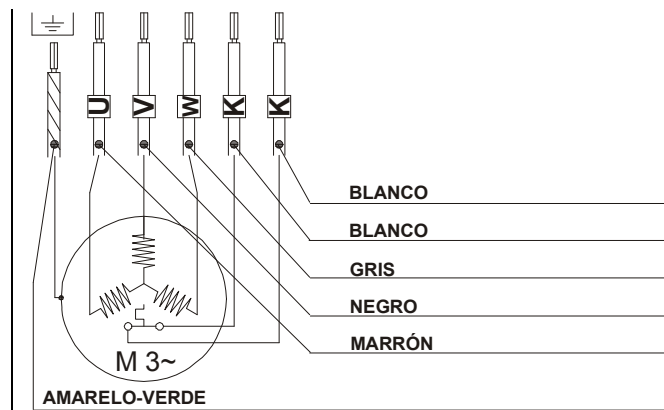 U V W K K
BLANCO
BLANCO
GRIS
NEGRO
MARRÓN
M 3~
AMARELO-VERDE